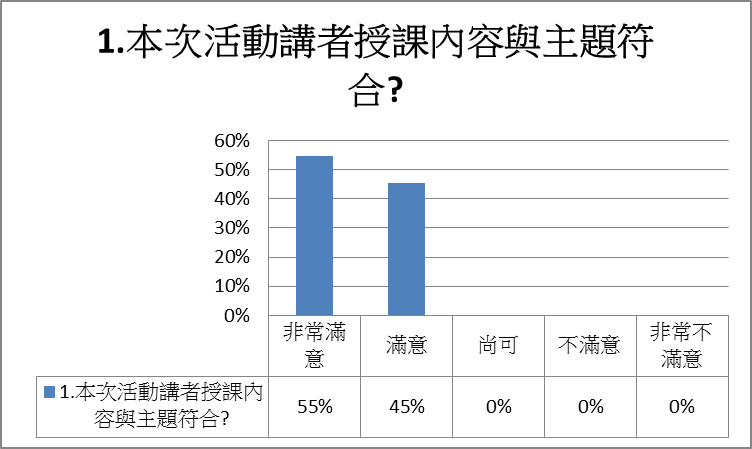 1.本次活動講者授課內容與主題符
合?
60%
50%
40%
30%
20%
10%
0%
非常滿
意
滿意
尚可
不滿意
非常不
滿意
1.本次活動講者授課內
容與主題符合?
55%
45%
0%
0%
0%